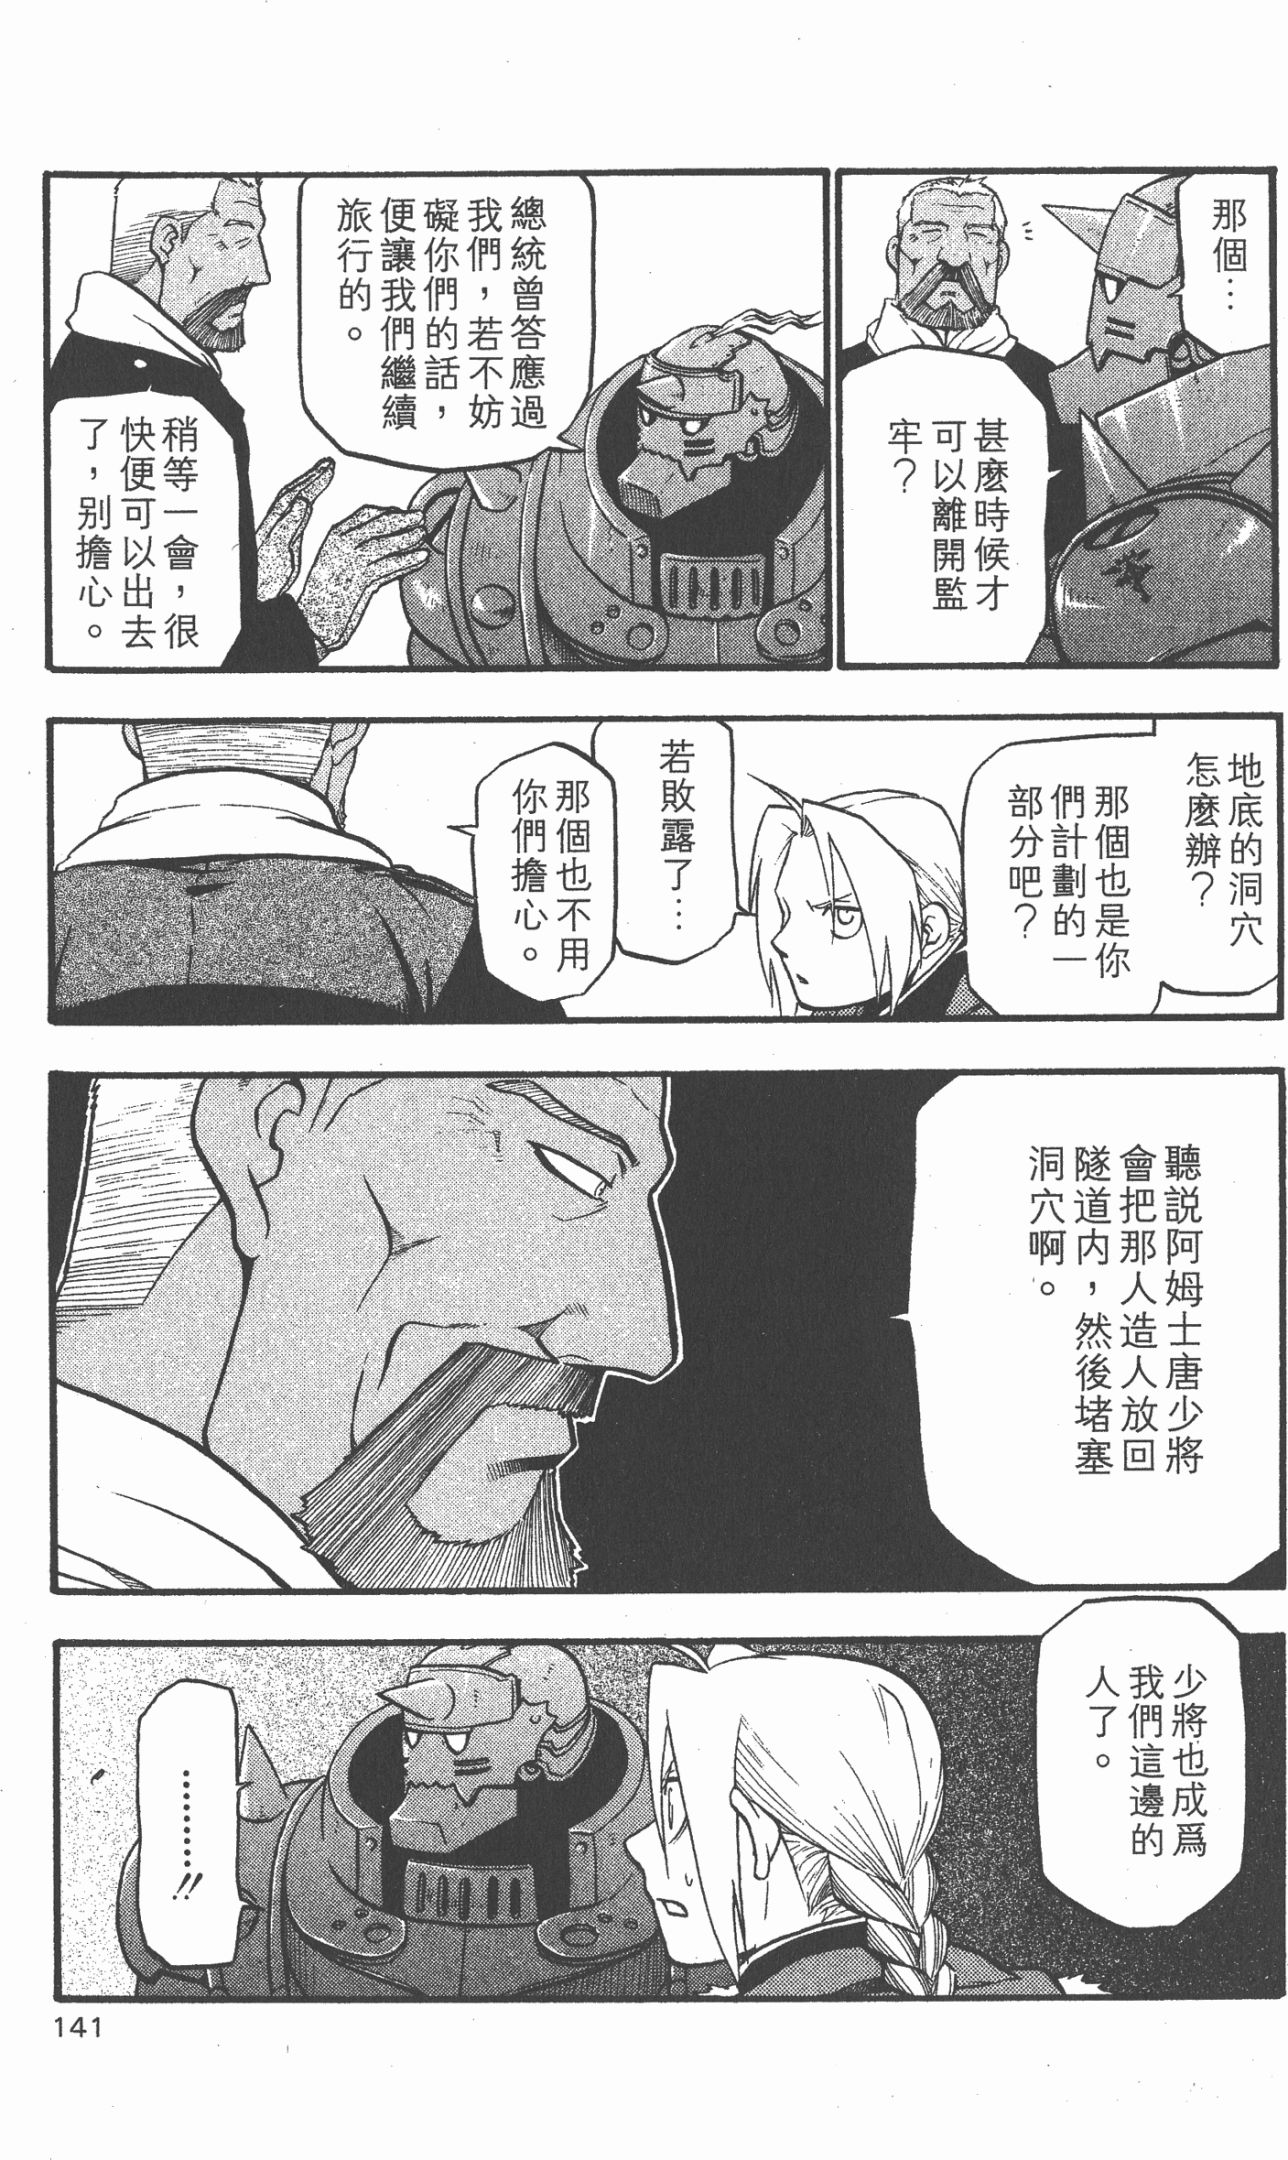 那個…
甚麼時候才
可以離開監
牢？
總統曾答應過
我們，若不妨
礙你們的話，
便讓我們繼續
旅行的。
稍等一會，很
快便可以出去
了，別擔心。
地底的洞穴
怎麼辦？
那個也是你
們計劃的一
部分吧？
若敗露了…
那個也不用
你們擔心。
聽説阿姆士唐少將
會把那人造人放回
隧道内，然後堵塞
洞穴啊。
少將也成爲
我們這邊的
人了。
………!!
141